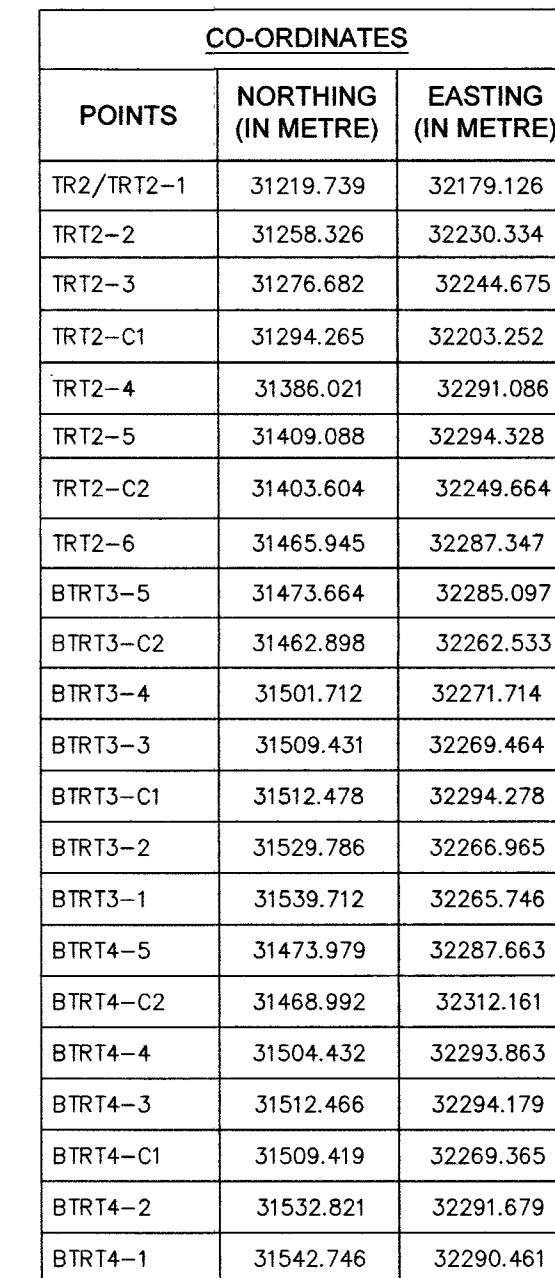 CO-ORDINATES
POINTS NORTHING (IN METRE) EASTING (IN METRE)
TR2/TRT2-1 31219.739 32179.126
TRT2-2 31258.326 32230.334
TRT2-3 31276.682 32244.675
TRT2-C1 31294.265 32203.252
TRT2-4 31386.021 32291.086
TRT2-5 31409.088 32294.328
TRT2-C2 31403.604 32249.664
TRT2-6 31465.945 32287.347
BTRT3-5 31473.664 32285.097
BTRT3-C2 31462.898 32262.533
BTRT3-4 31501.712 32271.714
BTRT3-3 31509.431 32269.464
BTRT3-C1 31512.478 32294.278
BTRT3-2 31529.786 32266.965
BTRT3-1 31539.712 32265.746
BTRT4-5 31473.979 32287.663
BTRT4-C2 31468.992 32312.161
BTRT4-4 31504.432 32293.863
BTRT4-3 31512.466 32294.179
BTRT4-C1 31509.419 32269.365
BTRT4-2 31532.821 32291.679
BTRT4-1 31542.746 32290.461